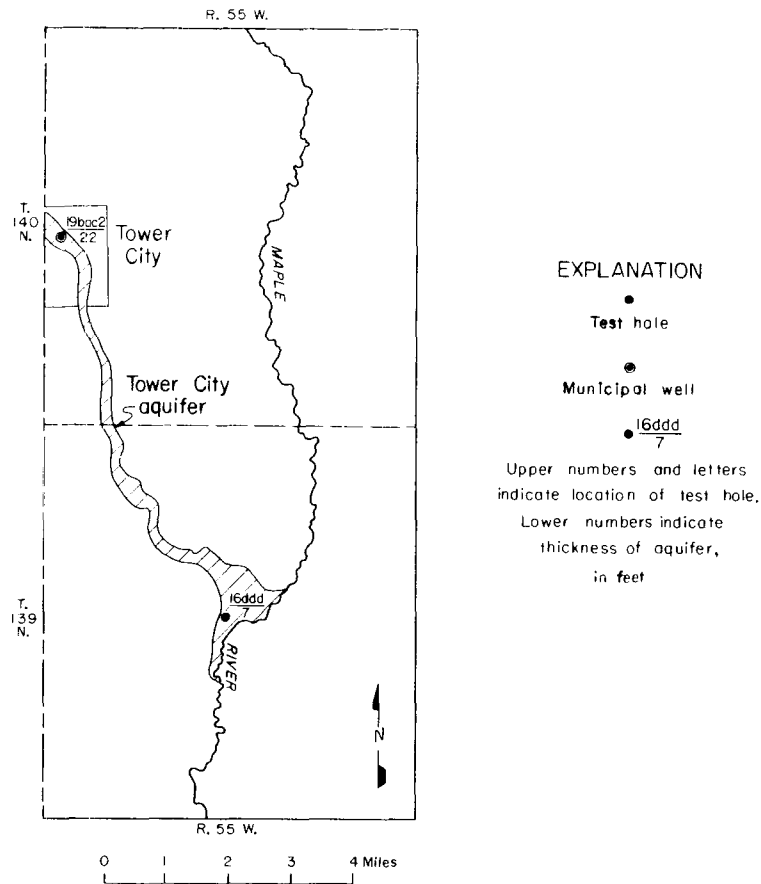 R. 55 W.
T.
140
N.
19bac2
22
Tower
City
MAPLE
Tower City
aquifer
T.
139
N.
16ddd
7
RIVER
N
R. 55 W.
0 1 2 3 4 Miles
EXPLANATION
Test hole
Municipal well
16ddd
7
Upper numbers and letters
indicate location of test hole.
Lower numbers indicate
thickness of aquifer,
in feet